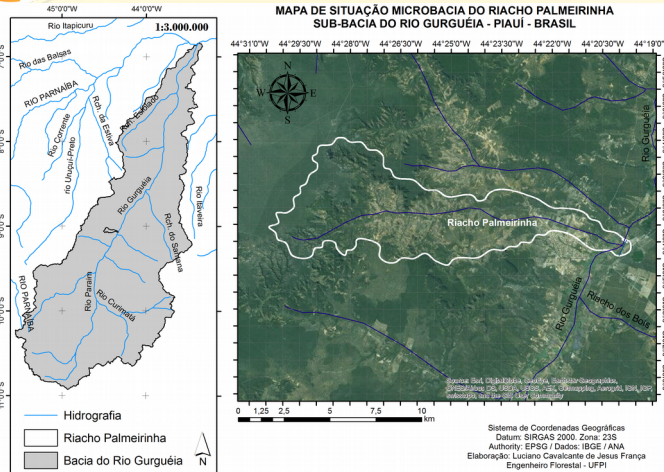 MAPA DE SITUAÇÃO MICROBACIA DO RIACHO PALMEIRINHA
SUB-BACIA DO RIO GURGUÉIA - PIAUÍ - BRASIL
45°0'0"W 44°0'0"W
1:3.000.000
Rio Itapicuru
Rio das Balsas
RIO PARNAÍBA
Rio Corrente
rio Uruçuí-Preto
Rch. da Estiva
Rch. Esfolado
Rio Gurguéia
Rio Itaveira
Rch. do Santana
Rio Paraim
Rio Curimatá
RIO PARNAÍBA
Hidrografia
Riacho Palmeirinha
Bacia do Rio Gurguéia
N
44°31'0"W 44°29'30"W 44°28'0"W 44°26'30"W 44°25'0"W 44°23'30"W 44°22'0"W 44°20'30"W 44°19'0"W
N
W E
S
Rio Gurguéia
Riacho Palmeirinha
Rio Gurguéia
Riacho dos Bois
0 1,25 2,5 5 7,5 10
km
Sistema de Coordenadas Geográficas
Datum: SIRGAS 2000. Zona: 23S
Authority: EPSG / Dados: IBGE / ANA
Elaboração: Luciano Cavalcante de Jesus França
Engenheiro Florestal - UFPI